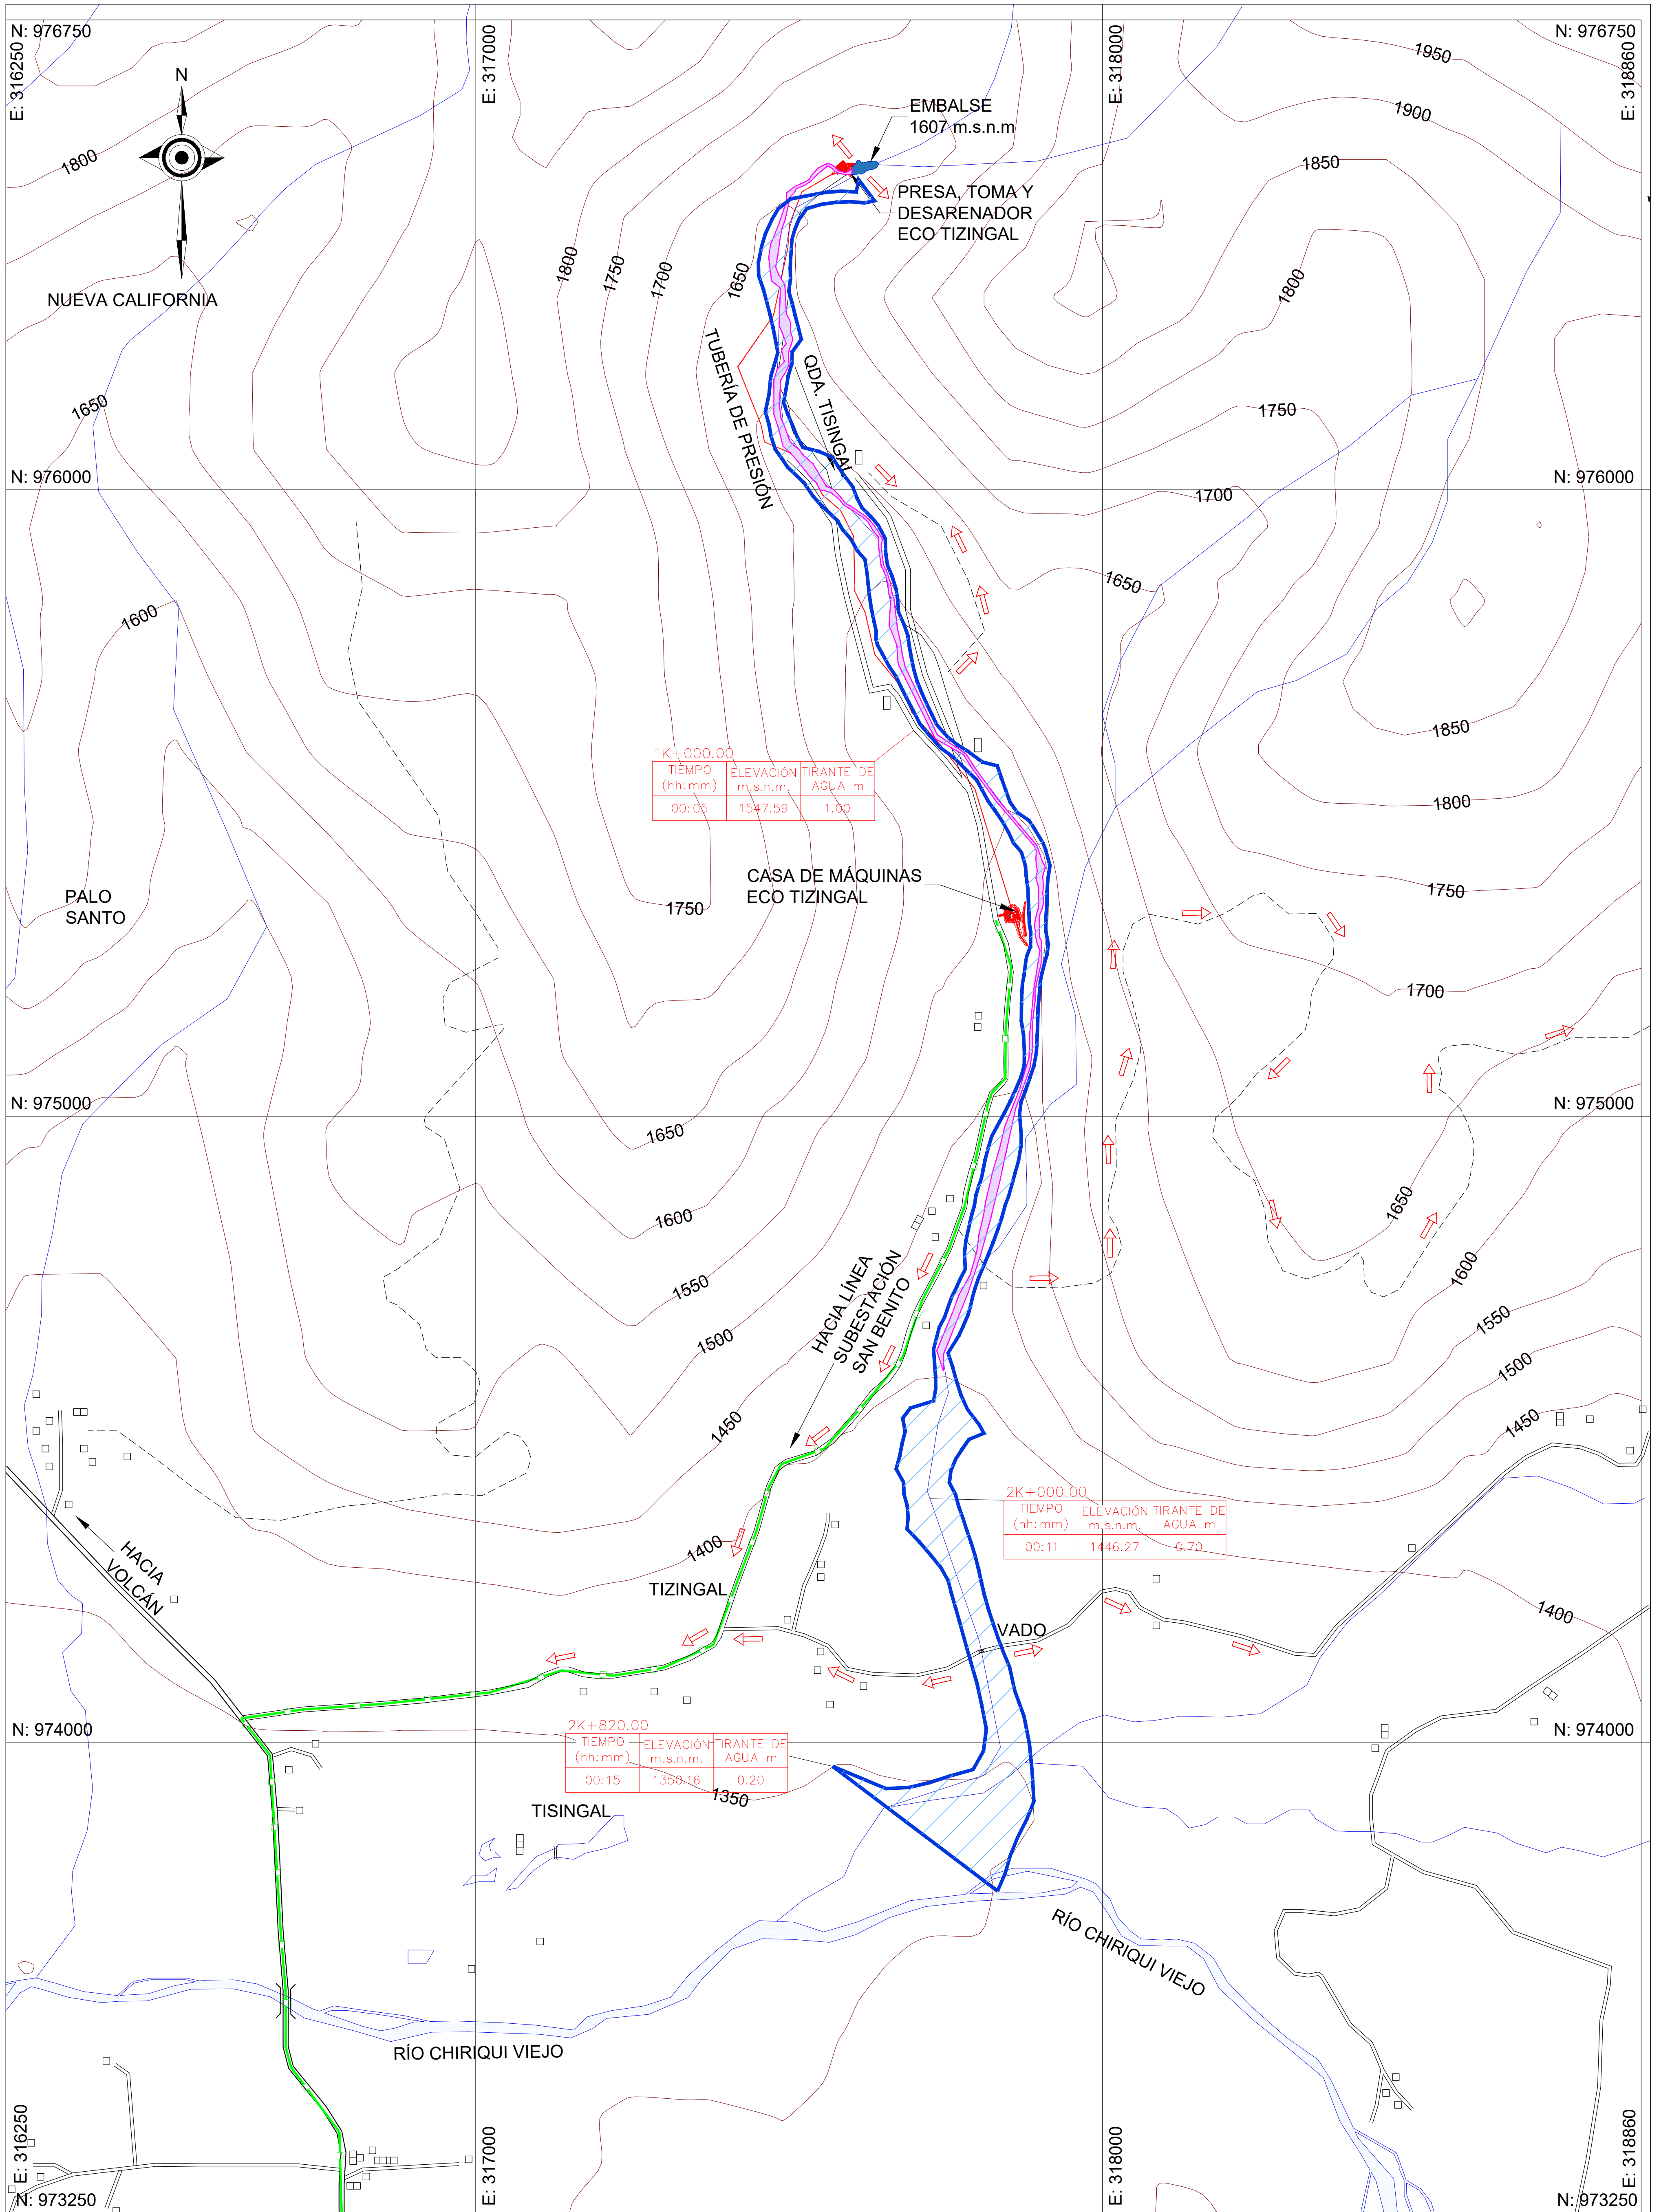 N: 976750
N: 976750
E: 316250
E: 317000
E: 318000
E: 318860
N
1950
1900
1850
1800
EMBALSE
1607 m.s.n.m
PRESA, TOMA Y
DESARENADOR
ECO TIZINGAL
NUEVA CALIFORNIA
1800
1750
1700
1650
1800
TUBERÍA DE PRESIÓN
QDA. TISINGAL
1650
1750
N: 976000
N: 976000
1700
1650
1600
1850
1K+000.00
TIEMPO
(hh:mm)
ELEVACIÓN
m.s.n.m.
TIRANTE DE
AGUA m
00:05
1547.59
1.00
1800
CASA DE MÁQUINAS
ECO TIZINGAL
PALO
SANTO
1750
1750
1700
N: 975000
N: 975000
1650
1650
1600
1600
1550
1550
1500
HACIA LÍNEA
SUBESTACIÓN
SAN BENITO
1500
1450
1450
2K+000.00
TIEMPO
(hh:mm)
ELEVACIÓN
m.s.n.m.
TIRANTE DE
AGUA m
00:11
1446.27
0.70
HACIA
VOLCÁN
1400
TIZINGAL
1400
VADO
N: 974000
N: 974000
2K+820.00
TIEMPO
(hh:mm)
ELEVACIÓN
m.s.n.m.
TIRANTE DE
AGUA m
00:15
1350.16
0.20
1350
TISINGAL
RÍO CHIRIQUI VIEJO
RÍO CHIRIQUI VIEJO
E: 316250
E: 317000
E: 318000
E: 318860
N: 973250
N: 973250